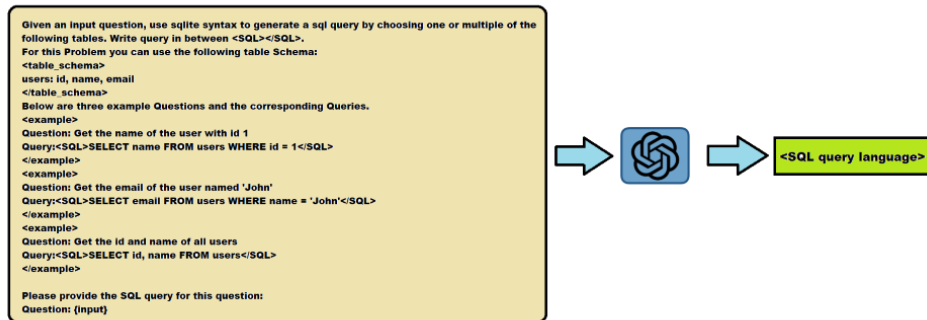 Given an input question, use sqlite syntax to generate a sql query by choosing one or multiple of the
following tables. Write query in between <SQL></SQL>.
For this Problem you can use the following table Schema:
<table_schema>
users: id, name, email
</table_schema>
Below are three example Questions and the corresponding Queries.
<example>
Question: Get the name of the user with id 1
Query:<SQL>SELECT name FROM users WHERE id = 1</SQL>
</example>
<example>
Question: Get the email of the user named 'John'
Query:<SQL>SELECT email FROM users WHERE name = 'John'</SQL>
</example>
<example>
Question: Get the id and name of all users
Query:<SQL>SELECT id, name FROM users</SQL>
</example>

Please provide the SQL query for this question:
Question: {input}
<SQL query language>